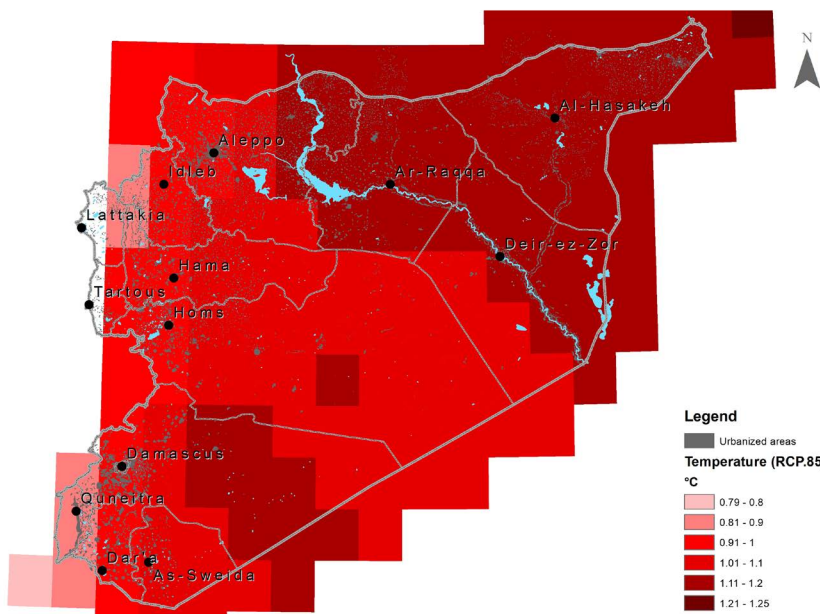 N
Al-Hasakeh
Aleppo
Idleb
Ar-Raqqa
Lattakia
Deir-ez-Zor
Hama
Tartous
Homs
Damascus
Quneitra
Dar'a
As-Sweida
Legend
Urbanized areas
Temperature (RCP.85
°C
0.79 - 0.8
0.81 - 0.9
0.91 - 1
1.01 - 1.1
1.11 - 1.2
1.21 - 1.25